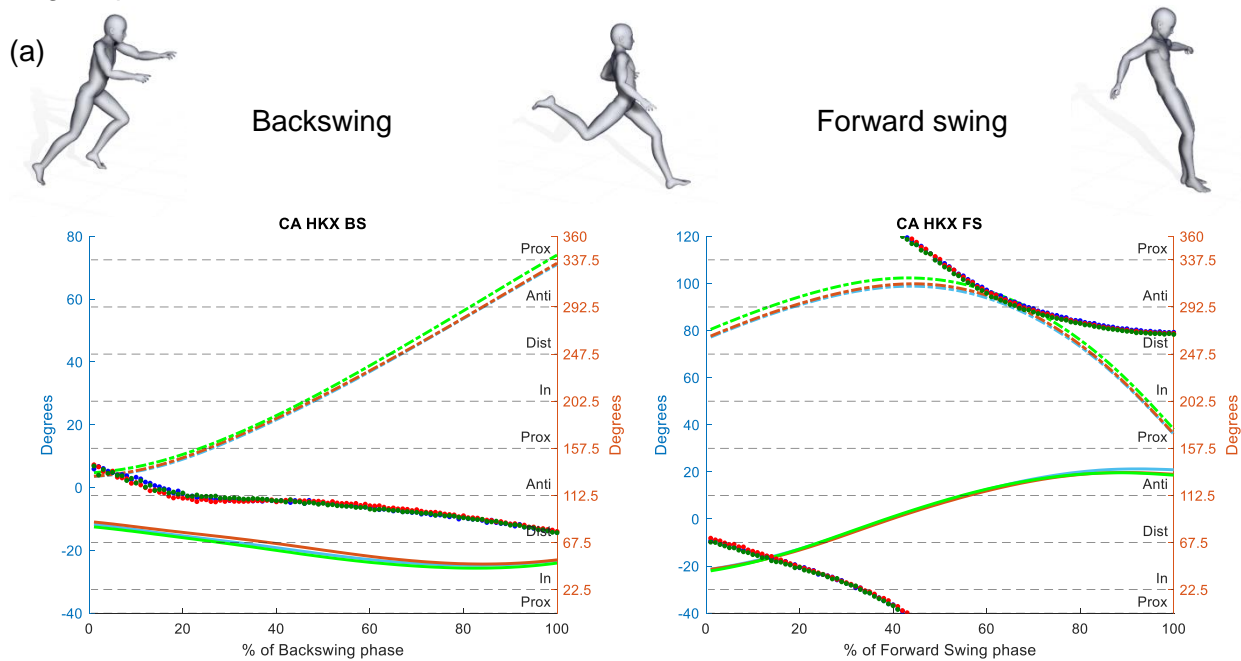 (a)
Backswing
Forward swing
CA HKX BS
80
60
40
20
0
-20
-40
Degrees
0
20
40
60
80
100
% of Backswing phase
360
337.5
292.5
247.5
202.5
157.5
112.5
67.5
22.5
Degrees
Prox
Anti
Dist
In
Prox
Anti
Dist
In
Prox
CA HKX FS
120
100
80
60
40
20
0
-20
-40
Degrees
0
20
40
60
80
100
% of Forward Swing phase
360
337.5
292.5
247.5
202.5
157.5
112.5
67.5
22.5
Degrees
Prox
Anti
Dist
In
Prox
Anti
Dist
In
Prox